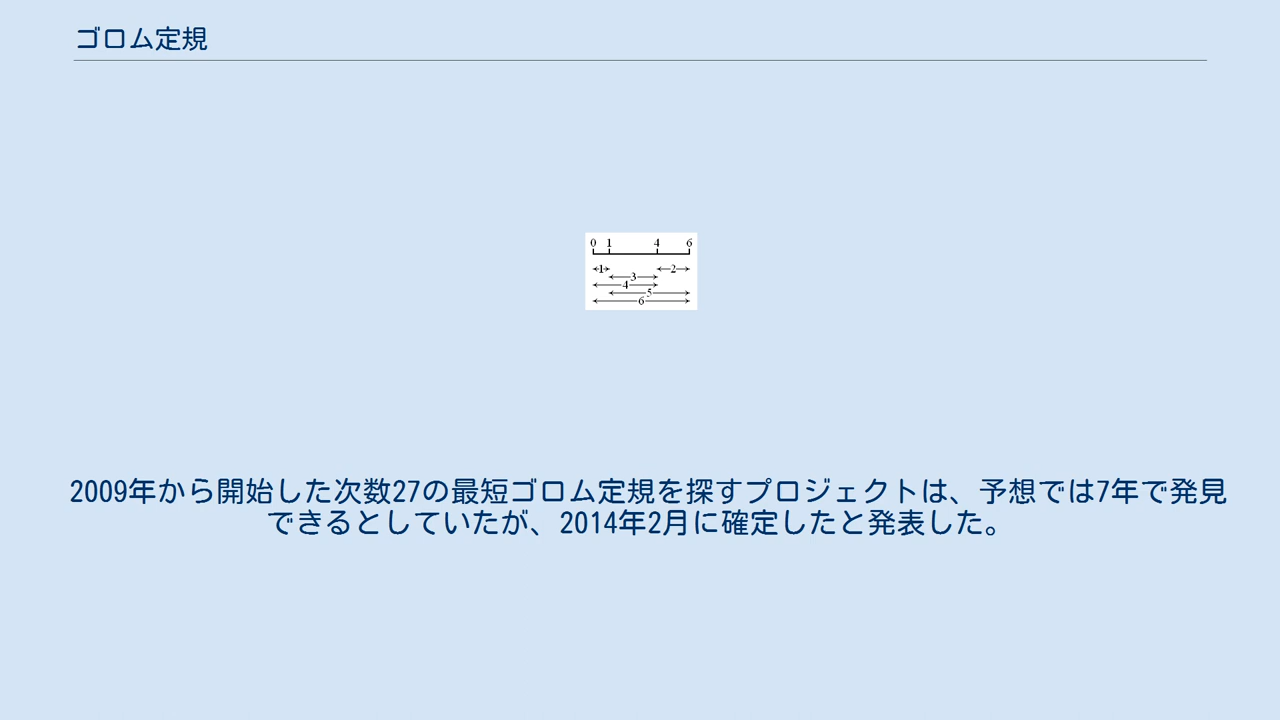 ゴロム定規
0 1 4 6
1 2
3
4
5
6
2009年から開始した次数27の最短ゴロム定規を探すプロジェクトは、予想では7年で発見
できるとしていたが、2014年2月に確定したと発表した。